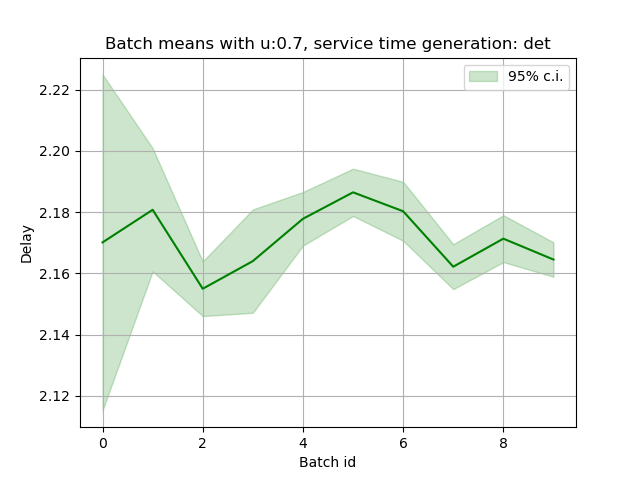 Batch means with u:0.7, service time generation: det
95% c.i.
2.22
2.20
2.18
2.16
2.14
2.12
Delay
0 2 4 6 8
Batch id